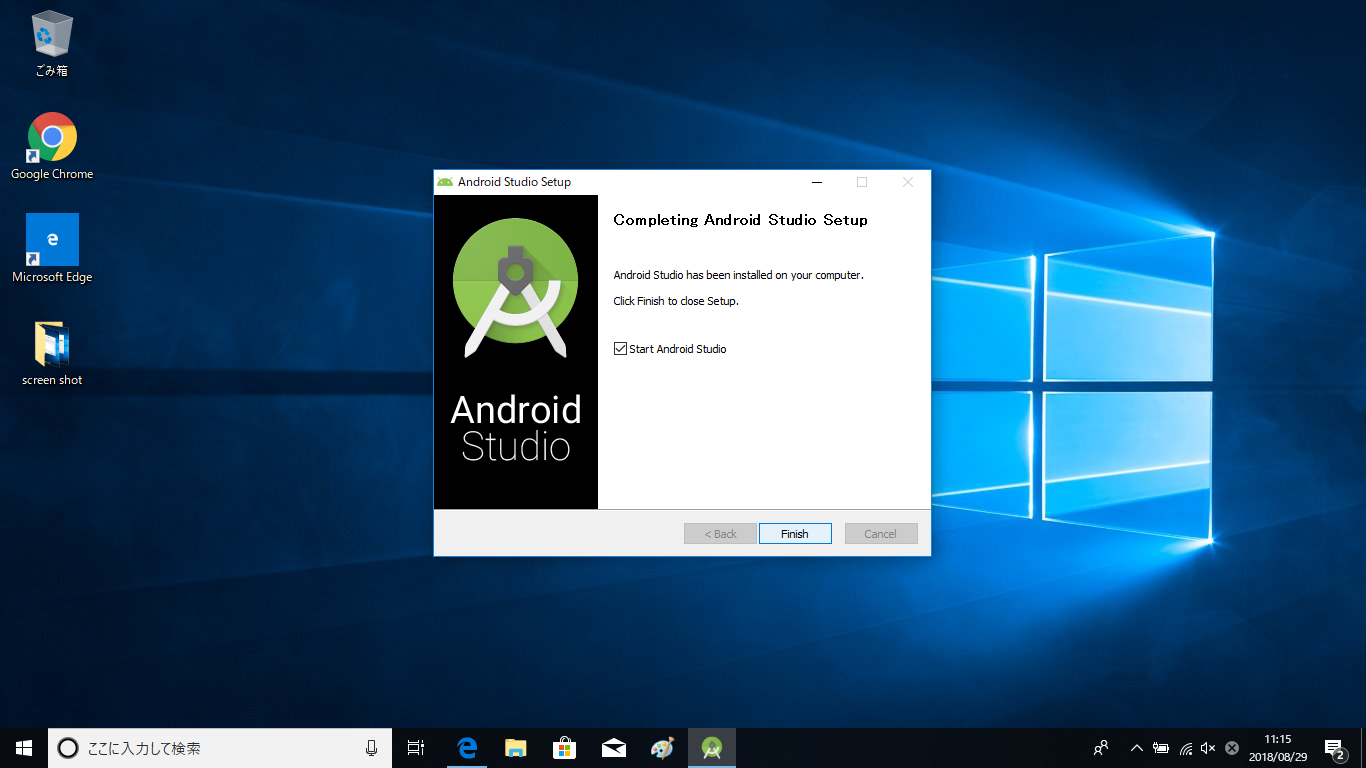 ごみ箱
Google Chrome
Microsoft Edge
screen shot
Android Studio Setup
Android
Studio
Completing Android Studio Setup
Android Studio has been installed on your computer.
Click Finish to close Setup.
Start Android Studio
< Back
Finish
Cancel
ここに入力して検索
11:15
2018/08/29
2